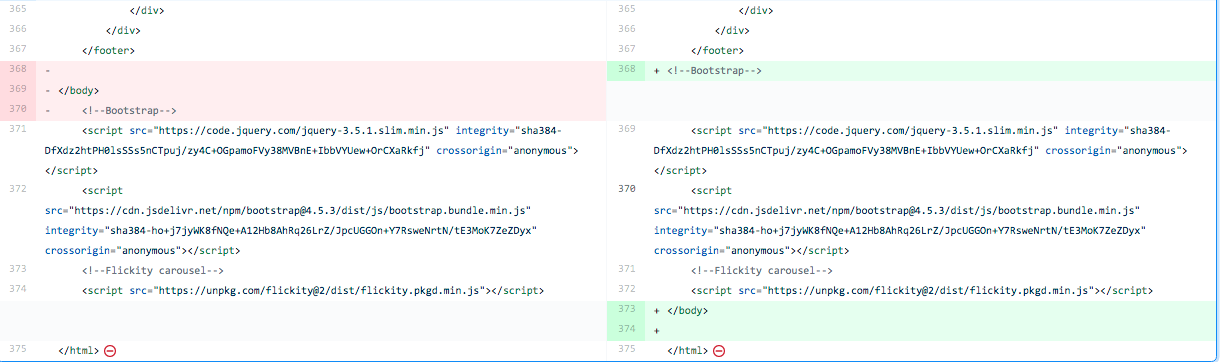 365 </div>
366 </div>
367 </footer>
368 -
369 - </body>
370 - <!--Bootstrap-->
371 <script src="https://code.jquery.com/jquery-3.5.1.slim.min.js" integrity="sha384-
DfXdz2htPH0lsSSs5nCTpuj/zy4C+OGpamoFVy38MVBnE+IbbVYUew+OrCXaRkfj" crossorigin="anonymous">
</script>
372 <script
src="https://cdn.jsdelivr.net/npm/bootstrap@4.5.3/dist/js/bootstrap.bundle.min.js"
integrity="sha384-ho+j7jyWK8fNQe+A12Hb8AhRq26LrZ/JpcUGGOn+Y7RsweNrtN/tE3MoK7ZeZDyx"
crossorigin="anonymous"></script>
373 <!--Flickity carousel-->
374 <script src="https://unpkg.com/flickity@2/dist/flickity.pkgd.min.js"></script>
375 </html>
365 </div>
366 </div>
367 </footer>
368 + <!--Bootstrap-->
369 <script src="https://code.jquery.com/jquery-3.5.1.slim.min.js" integrity="sha384-
DfXdz2htPH0lsSSs5nCTpuj/zy4C+OGpamoFVy38MVBnE+IbbVYUew+OrCXaRkfj" crossorigin="anonymous">
</script>
370 <script
src="https://cdn.jsdelivr.net/npm/bootstrap@4.5.3/dist/js/bootstrap.bundle.min.js"
integrity="sha384-ho+j7jyWK8fNQe+A12Hb8AhRq26LrZ/JpcUGGOn+Y7RsweNrtN/tE3MoK7ZeZDyx"
crossorigin="anonymous"></script>
371 <!--Flickity carousel-->
372 <script src="https://unpkg.com/flickity@2/dist/flickity.pkgd.min.js"></script>
373 + </body>
374 +
375 </html>